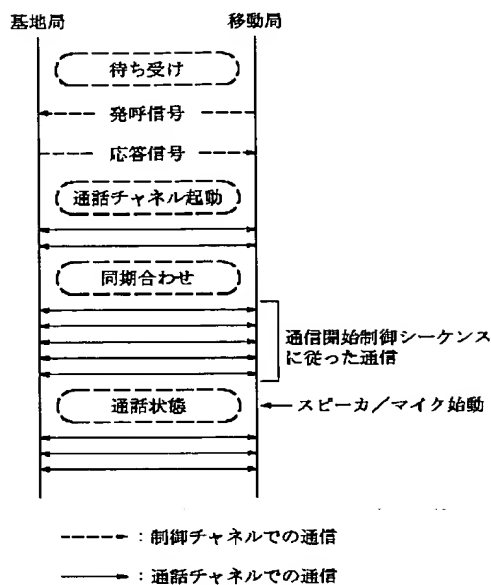 基地局
移動局
待ち受け
発呼信号
応答信号
通話チャネル起動
同期合わせ
通信開始制御シーケンス
に従った通信
通話状態
スピーカ/マイク始動
:制御チャネルでの通信
:通話チャネルでの通信